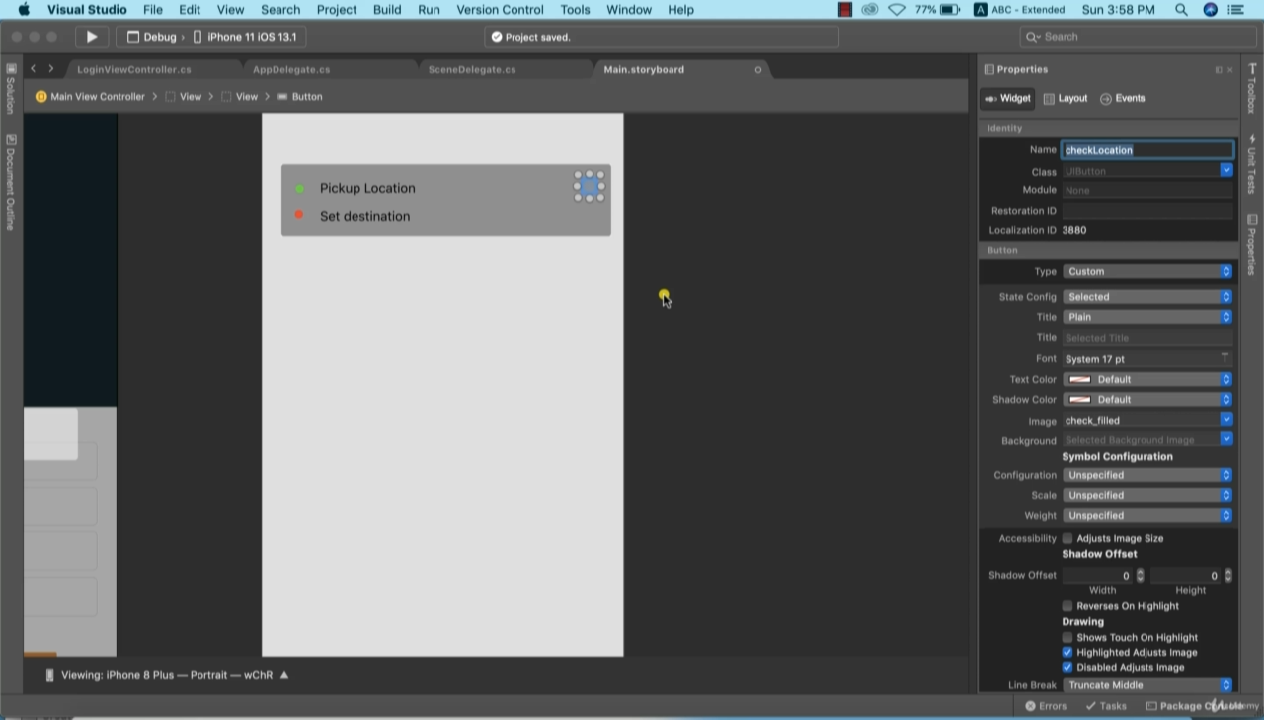 Visual Studio File Edit View Search Project Build Run Version Control Tools Window Help 77% A ABC - Extended Sun 3:58 PM
Debug › iPhone 11 iOS 13.1 Project saved. Search
LoginViewController.cs AppDelegate.cs SceneDelegate.cs Main.storyboard
Main View Controller > View > View > Button
Solution
Document Outline
Pickup Location
Set destination
Viewing: iPhone 8 Plus — Portrait — wChR
Properties
Widget Layout Events
Identity
Name checkLocation
Class UIButton
Module None
Restoration ID
Localization ID 3880
Button
Type Custom
State Config Selected
Title Plain
Title Selected Title
Font System 17 pt
Text Color Default
Shadow Color Default
Image check_filled
Background Selected Background Image
Symbol Configuration
Configuration Unspecified
Scale Unspecified
Weight Unspecified
Accessibility Adjusts Image Size
Shadow Offset
Shadow Offset 0 0
Width Height
Reverses On Highlight
Drawing
Shows Touch On Highlight
Highlighted Adjusts Image
Disabled Adjusts Image
Line Break Truncate Middle
Toolbox
Unit Tests
Properties
Errors Tasks Package